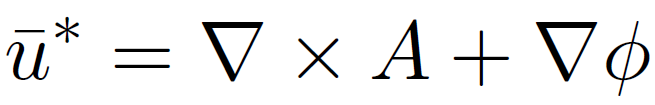 ū* = ∇ × A + ∇ϕ